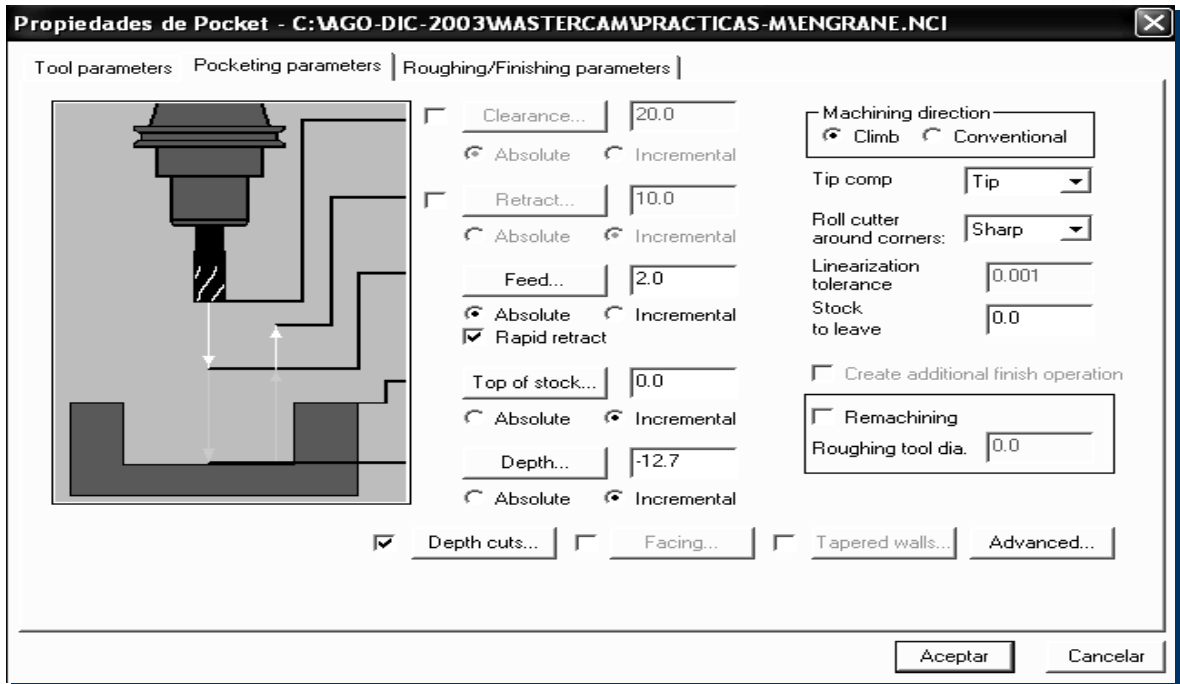 Propiedades de Pocket - C:\AGO-DIC-2003\MASTERCAM\PRACTICAS-M\ENGRANE.NCI
Tool parameters Pocketing parameters Roughing/Finishing parameters
Clearance... 20.0
Absolute Incremental
Retract... 10.0
Absolute Incremental
Feed... 2.0
Absolute Incremental
Rapid retract
Top of stock... 0.0
Absolute Incremental
Depth... -12.7
Absolute Incremental
Machining direction
Climb Conventional
Tip comp Tip
Roll cutter
around corners: Sharp
Linearization
tolerance 0.001
Stock
to leave 0.0
Create additional finish operation
Remachining
Roughing tool dia. 0.0
Depth cuts... Facing... Tapered walls... Advanced...
Aceptar Cancelar